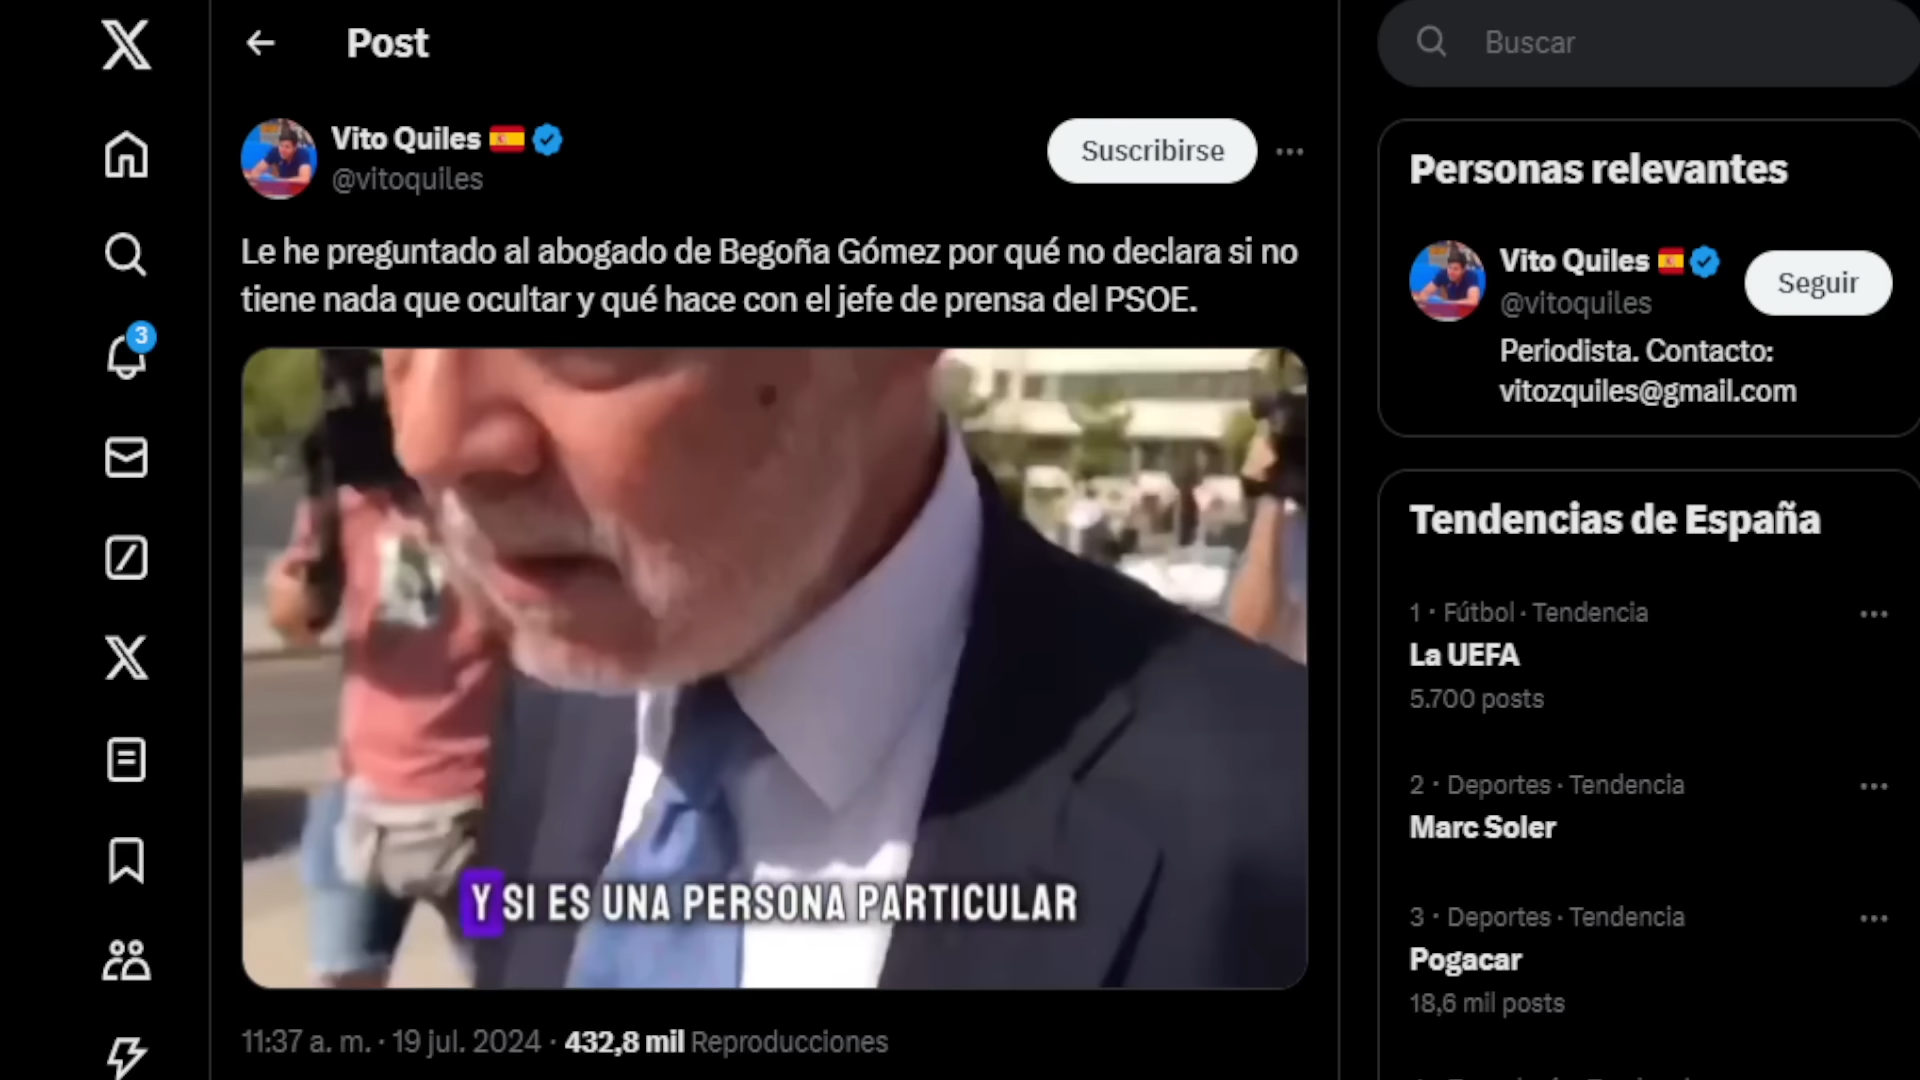 Post
Buscar
Vito Quiles
@vitoquiles
Suscribirse
Le he preguntado al abogado de Begoña Gómez por qué no declara si no
tiene nada que ocultar y qué hace con el jefe de prensa del PSOE.
Y SI ES UNA PERSONA PARTICULAR
11:37 a. m. · 19 jul. 2024 · 432,8 mil Reproducciones
3
Personas relevantes
Vito Quiles
@vitoquiles
Seguir
Periodista. Contacto:
vitozquiles@gmail.com
Tendencias de España
1 · Fútbol · Tendencia
La UEFA
5.700 posts
2 · Deportes · Tendencia
Marc Soler
3 · Deportes · Tendencia
Pogacar
18,6 mil posts